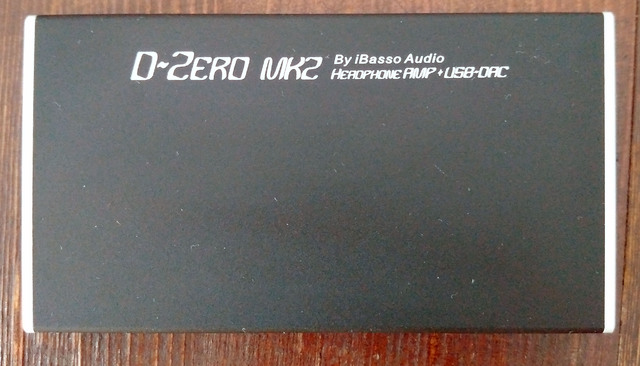 D~Zero MK2 By iBasso Audio
Headphone AMP+USB-DAC